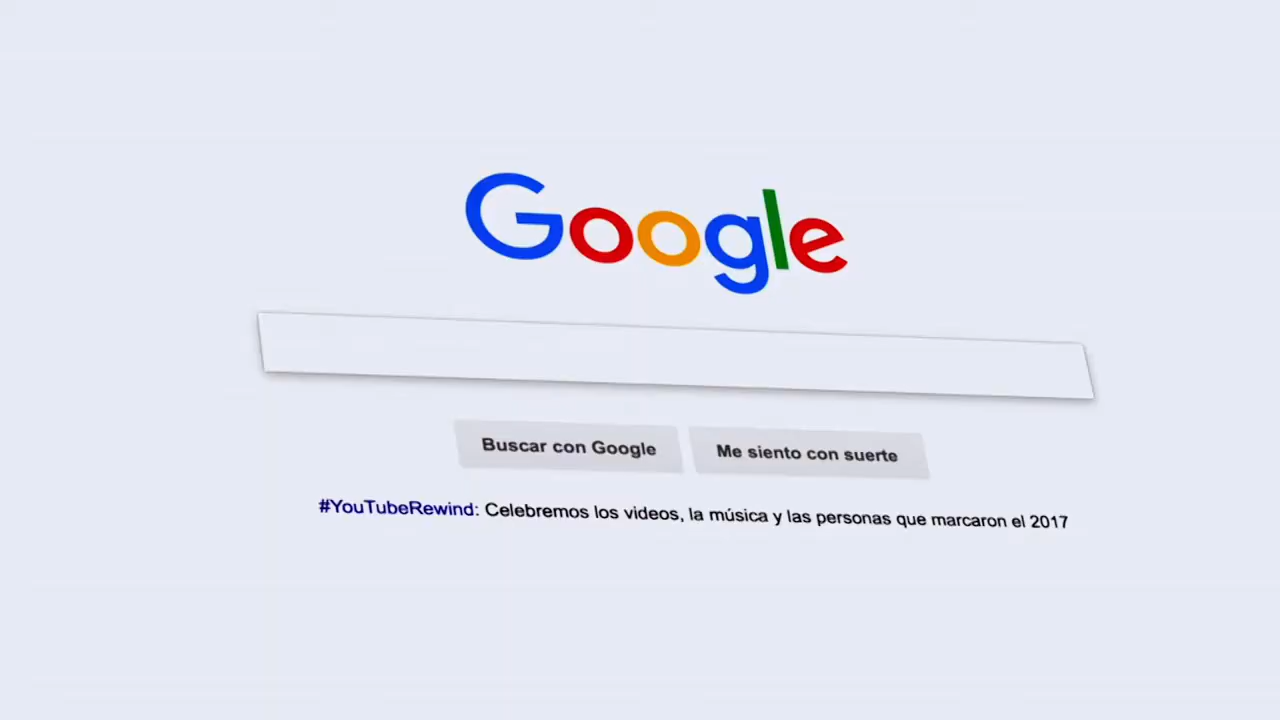 Google
Buscar con Google
Me siento con suerte
#YouTubeRewind: Celebremos los videos, la música y las personas que marcaron el 2017